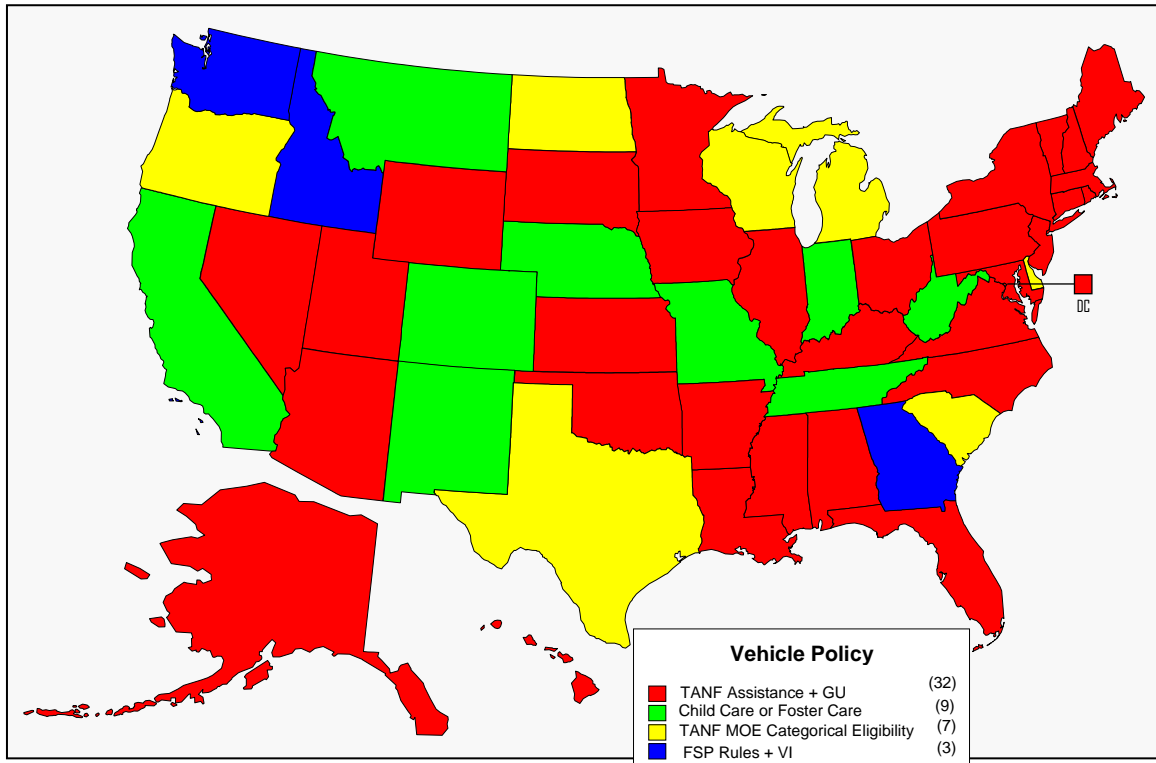 DC
Vehicle Policy
TANF Assistance + GU (32)
Child Care or Foster Care (9)
TANF MOE Categorical Eligibility (7)
FSP Rules + VI (3)